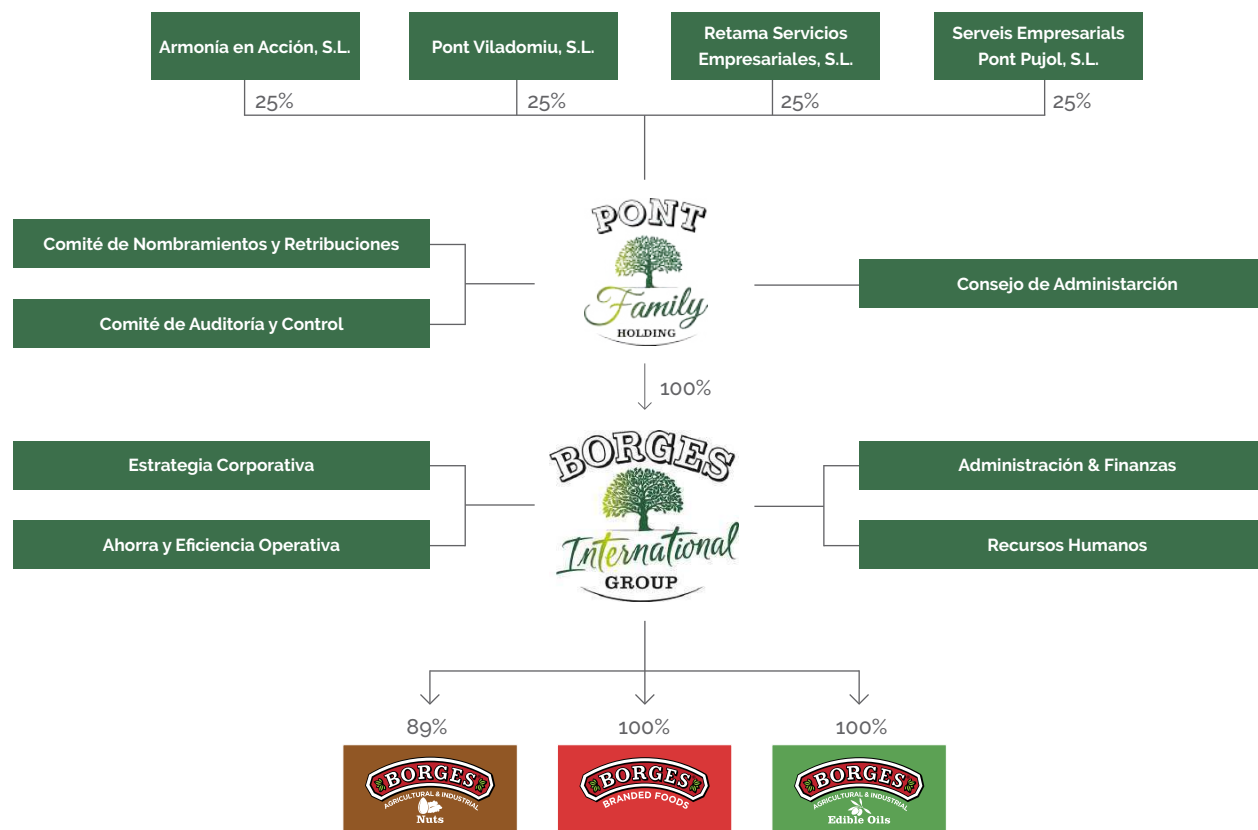 Armonía en Acción, S.L.
Pont Viladomiu, S.L.
Retama Servicios
Empresariales, S.L.
Serveis Empresarials
Pont Pujol, S.L.
25%
25%
25%
25%
PONT
Family
HOLDING
Comité de Nombramientos y Retribuciones
Comité de Auditoría y Control
Consejo de Administarción
100%
BORGES
International
GROUP
Estrategia Corporativa
Ahorra y Eficiencia Operativa
Administración & Finanzas
Recursos Humanos
89%
100%
100%
BORGES
AGRICULTURAL & INDUSTRIAL
Nuts
BORGES
BRANDED FOODS
BORGES
AGRICULTURAL & INDUSTRIAL
Edible Oils